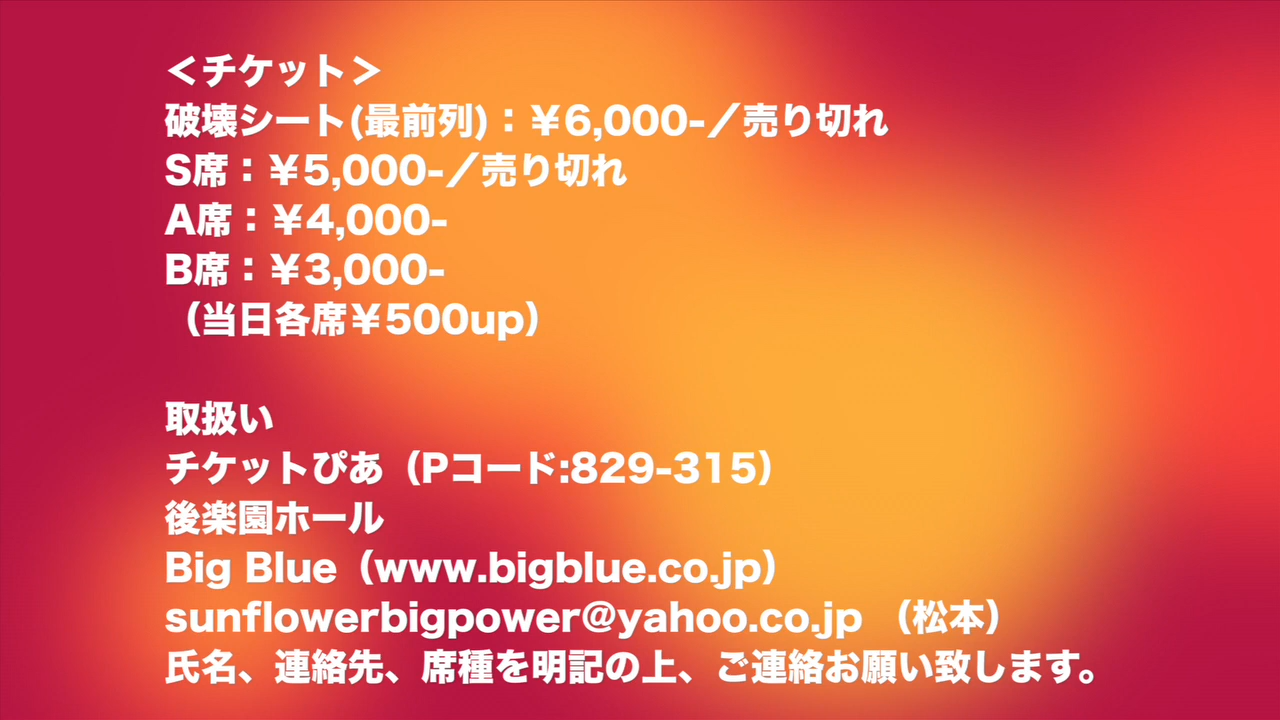 ＜チケット＞
破壊シート(最前列)：￥6,000-／売り切れ
S席：￥5,000-／売り切れ
A席：￥4,000-
B席：￥3,000-
（当日各席￥500up）
取扱い
チケットぴあ（Pコード:829-315）
後楽園ホール
Big Blue（www.bigblue.co.jp）
sunflowerbigpower@yahoo.co.jp （松本）
氏名、連絡先、席種を明記の上、ご連絡お願い致します。